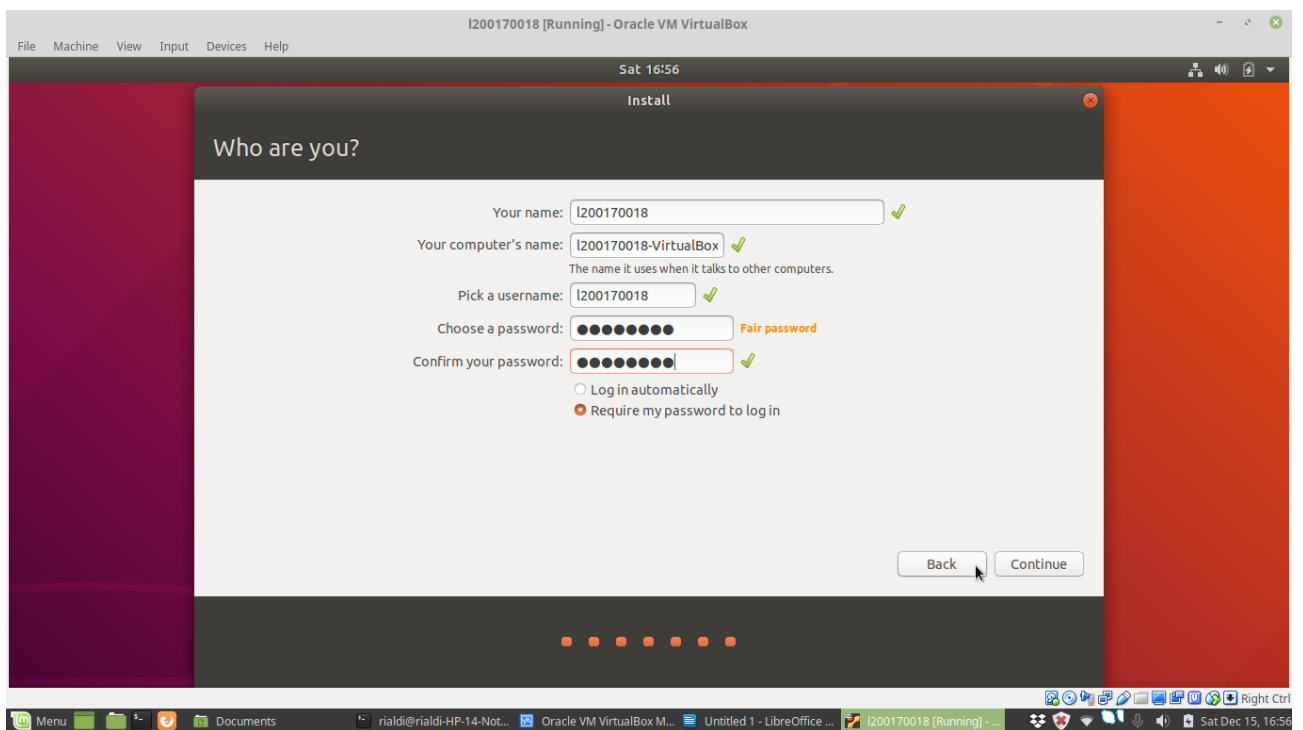 l200170018 [Running] - Oracle VM VirtualBox
File Machine View Input Devices Help
Sat 16:56
Install
Who are you?
Your name: l200170018
Your computer's name: l200170018-VirtualBox
The name it uses when it talks to other computers.
Pick a username: l200170018
Choose a password: ●●●●●●●● Fair password
Confirm your password: ●●●●●●●●
Log in automatically
Require my password to log in
Back Continue
Right Ctrl
Menu Documents rialdi@rialdi-HP-14-Not... Oracle VM VirtualBox M... Untitled 1 - LibreOffice ... l200170018 [Running] - ... Sat Dec 15, 16:56